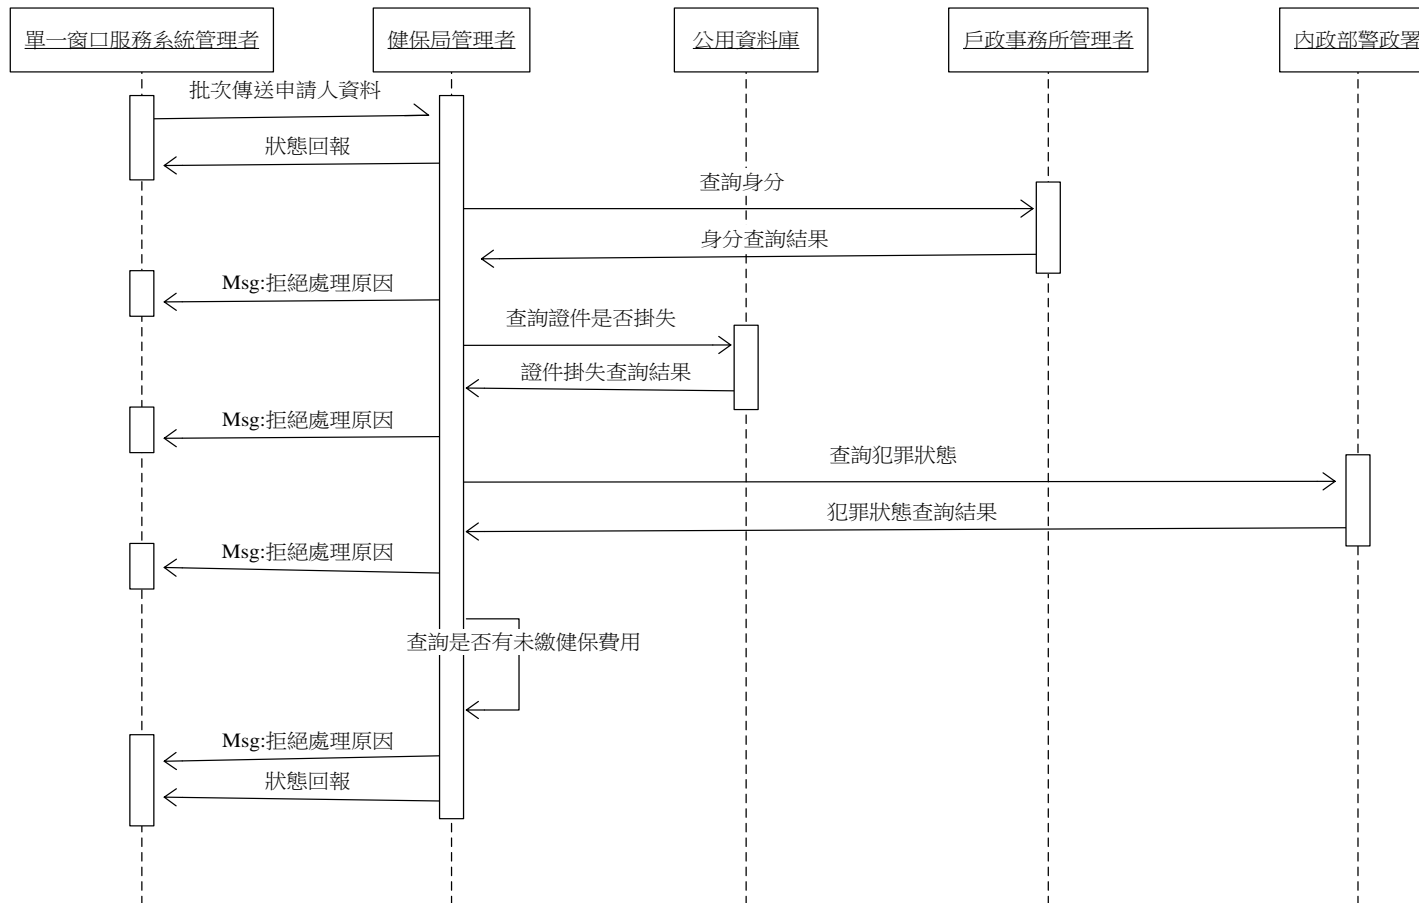 單一窗口服務系統管理者
健保局管理者
公用資料庫
戶政事務所管理者
內政部警政署
批次傳送申請人資料
狀態回報
查詢身分
身分查詢結果
Msg:拒絕處理原因
查詢證件是否掛失
證件掛失查詢結果
Msg:拒絕處理原因
查詢犯罪狀態
犯罪狀態查詢結果
Msg:拒絕處理原因
查詢是否有未繳健保費用
Msg:拒絕處理原因
狀態回報